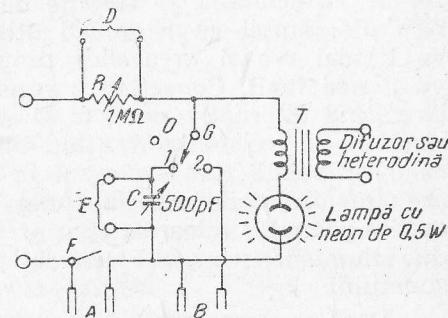 D
R
1MΩ
O
G
T
1
2
Difuzor sau
heterodină
E
C
500pF
Lampă cu
neon de 0,5W
F
A
B